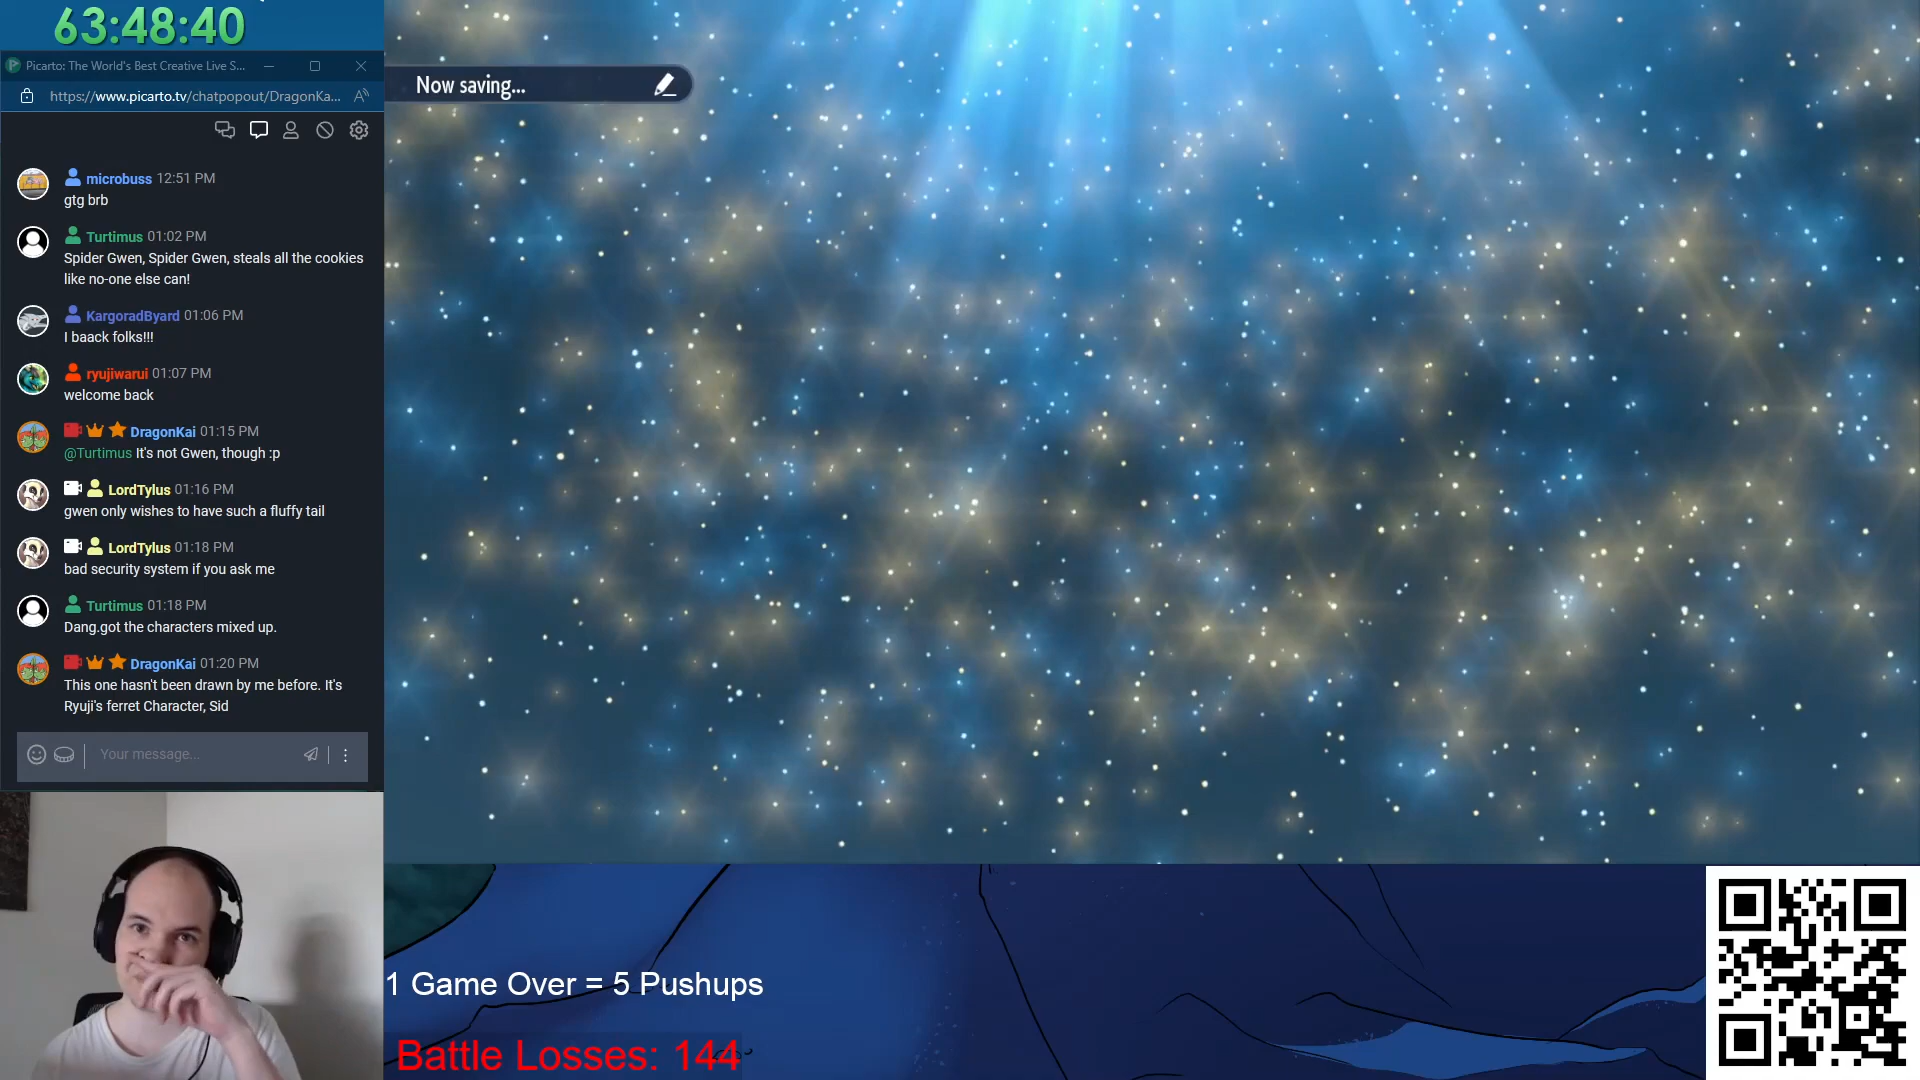 63:48:40
Picarto: The World's Best Creative Live S...
https://www.picarto.tv/chatpopout/DragonKa...
microbuss 12:51 PM
gtg brb
Turtimus 01:02 PM
Spider Gwen, Spider Gwen, steals all the cookies
like no-one else can!
KargoradByard 01:06 PM
I baack folks!!!
ryujiwarui 01:07 PM
welcome back
DragonKai 01:15 PM
@Turtimus It's not Gwen, though :p
LordTylus 01:16 PM
gwen only wishes to have such a fluffy tail
LordTylus 01:18 PM
bad security system if you ask me
Turtimus 01:18 PM
Dang.got the characters mixed up.
DragonKai 01:20 PM
This one hasn't been drawn by me before. It's
Ryuji's ferret Character, Sid
Your message...
Now saving...
1 Game Over = 5 Pushups
Battle Losses: 144